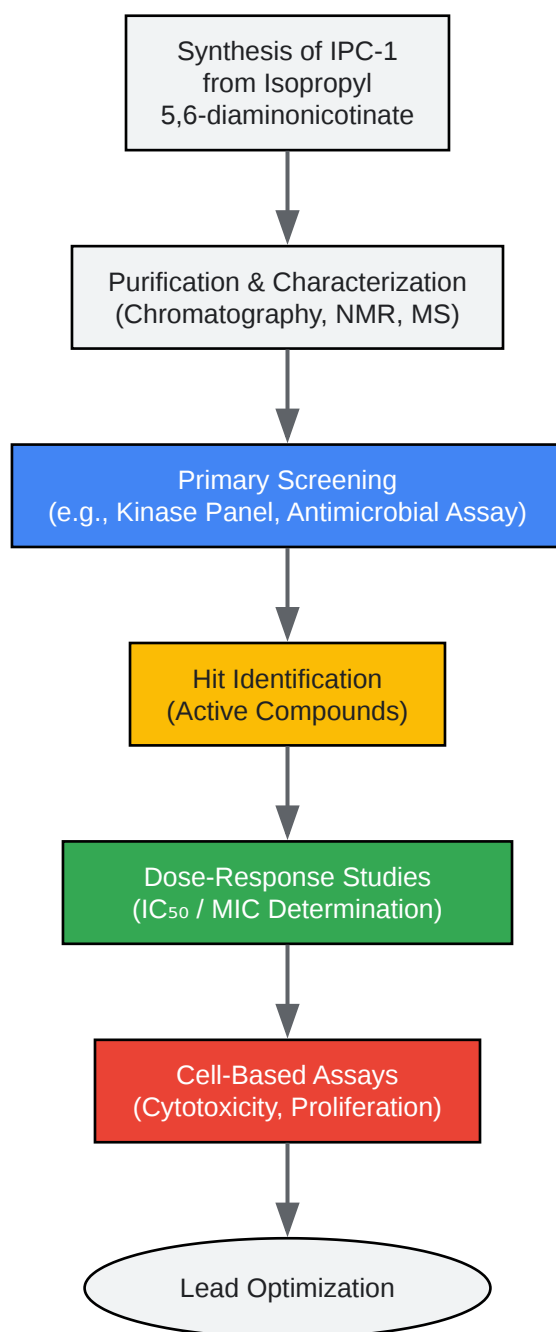 Synthesis of IPC-1
from Isopropyl
5,6-diaminonicotinate
Purification & Characterization
(Chromatography, NMR, MS)
Primary Screening
(e.g., Kinase Panel, Antimicrobial Assay)
Hit Identification
(Active Compounds)
Dose-Response Studies
(IC₅₀ / MIC Determination)
Cell-Based Assays
(Cytotoxicity, Proliferation)
Lead Optimization